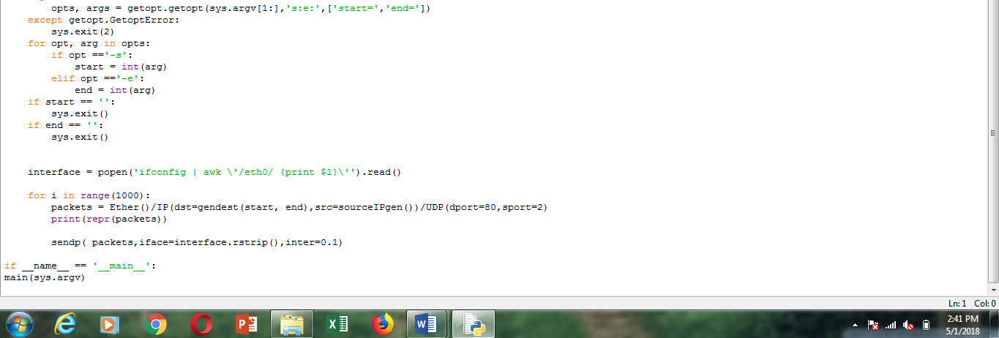 opts, args = getopt.getopt(sys.argv[1:],'s:e:',['start=','end='])
    except getopt.GetoptError:
        sys.exit(2)
    for opt, arg in opts:
        if opt =='-s':
            start = int(arg)
        elif opt =='-e':
            end = int(arg)
    if start == '':
        sys.exit()
    if end == '':
        sys.exit()
    interface = popen('ifconfig | awk \'/eth0/ {print $1}\'').read()
    for i in range(1000):
        packets = Ether()/IP(dst=gendest(start, end),src=sourceIPgen())/UDP(dport=80,sport=2)
        print(repr(packets))
        sendp( packets,iface=interface.rstrip(),inter=0.1)
if __name__ == '__main__':
main(sys.argv)
Ln: 1 Col: 0
2:41 PM
5/1/2018